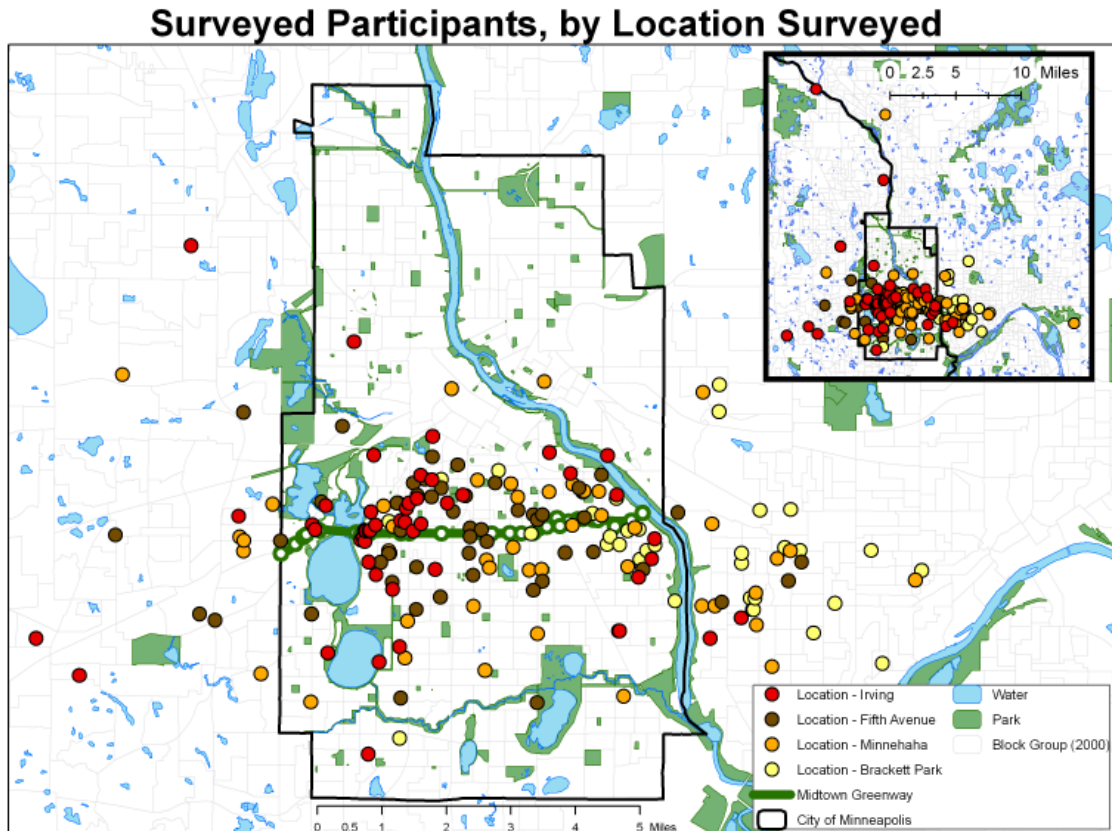 Surveyed Participants, by Location Surveyed
0 2.5 5 10 Miles
Location - Irving
Location - Fifth Avenue
Location - Minnehaha
Location - Brackett Park
Midtown Greenway
City of Minneapolis
Water
Park
Block Group (2000)
0 0.5 1 2 3 4 5 Miles